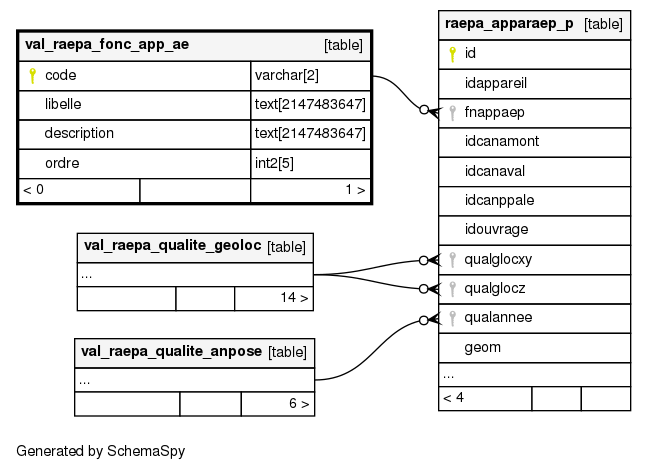 val_raepa_fonc_app_ae [table]
code varchar[2]
libelle text[2147483647]
description text[2147483647]
ordre int2[5]
< 0 1 >
raepa_apparaep_p [table]
id
idappareil
fnappaep
idcanamont
idcanaval
idcanppale
idouvrage
qualglocxy
qualglocz
qualannee
geom
...
< 4
val_raepa_qualite_geoloc [table]
...
14 >
val_raepa_qualite_anpose [table]
...
6 >
Generated by SchemaSpy